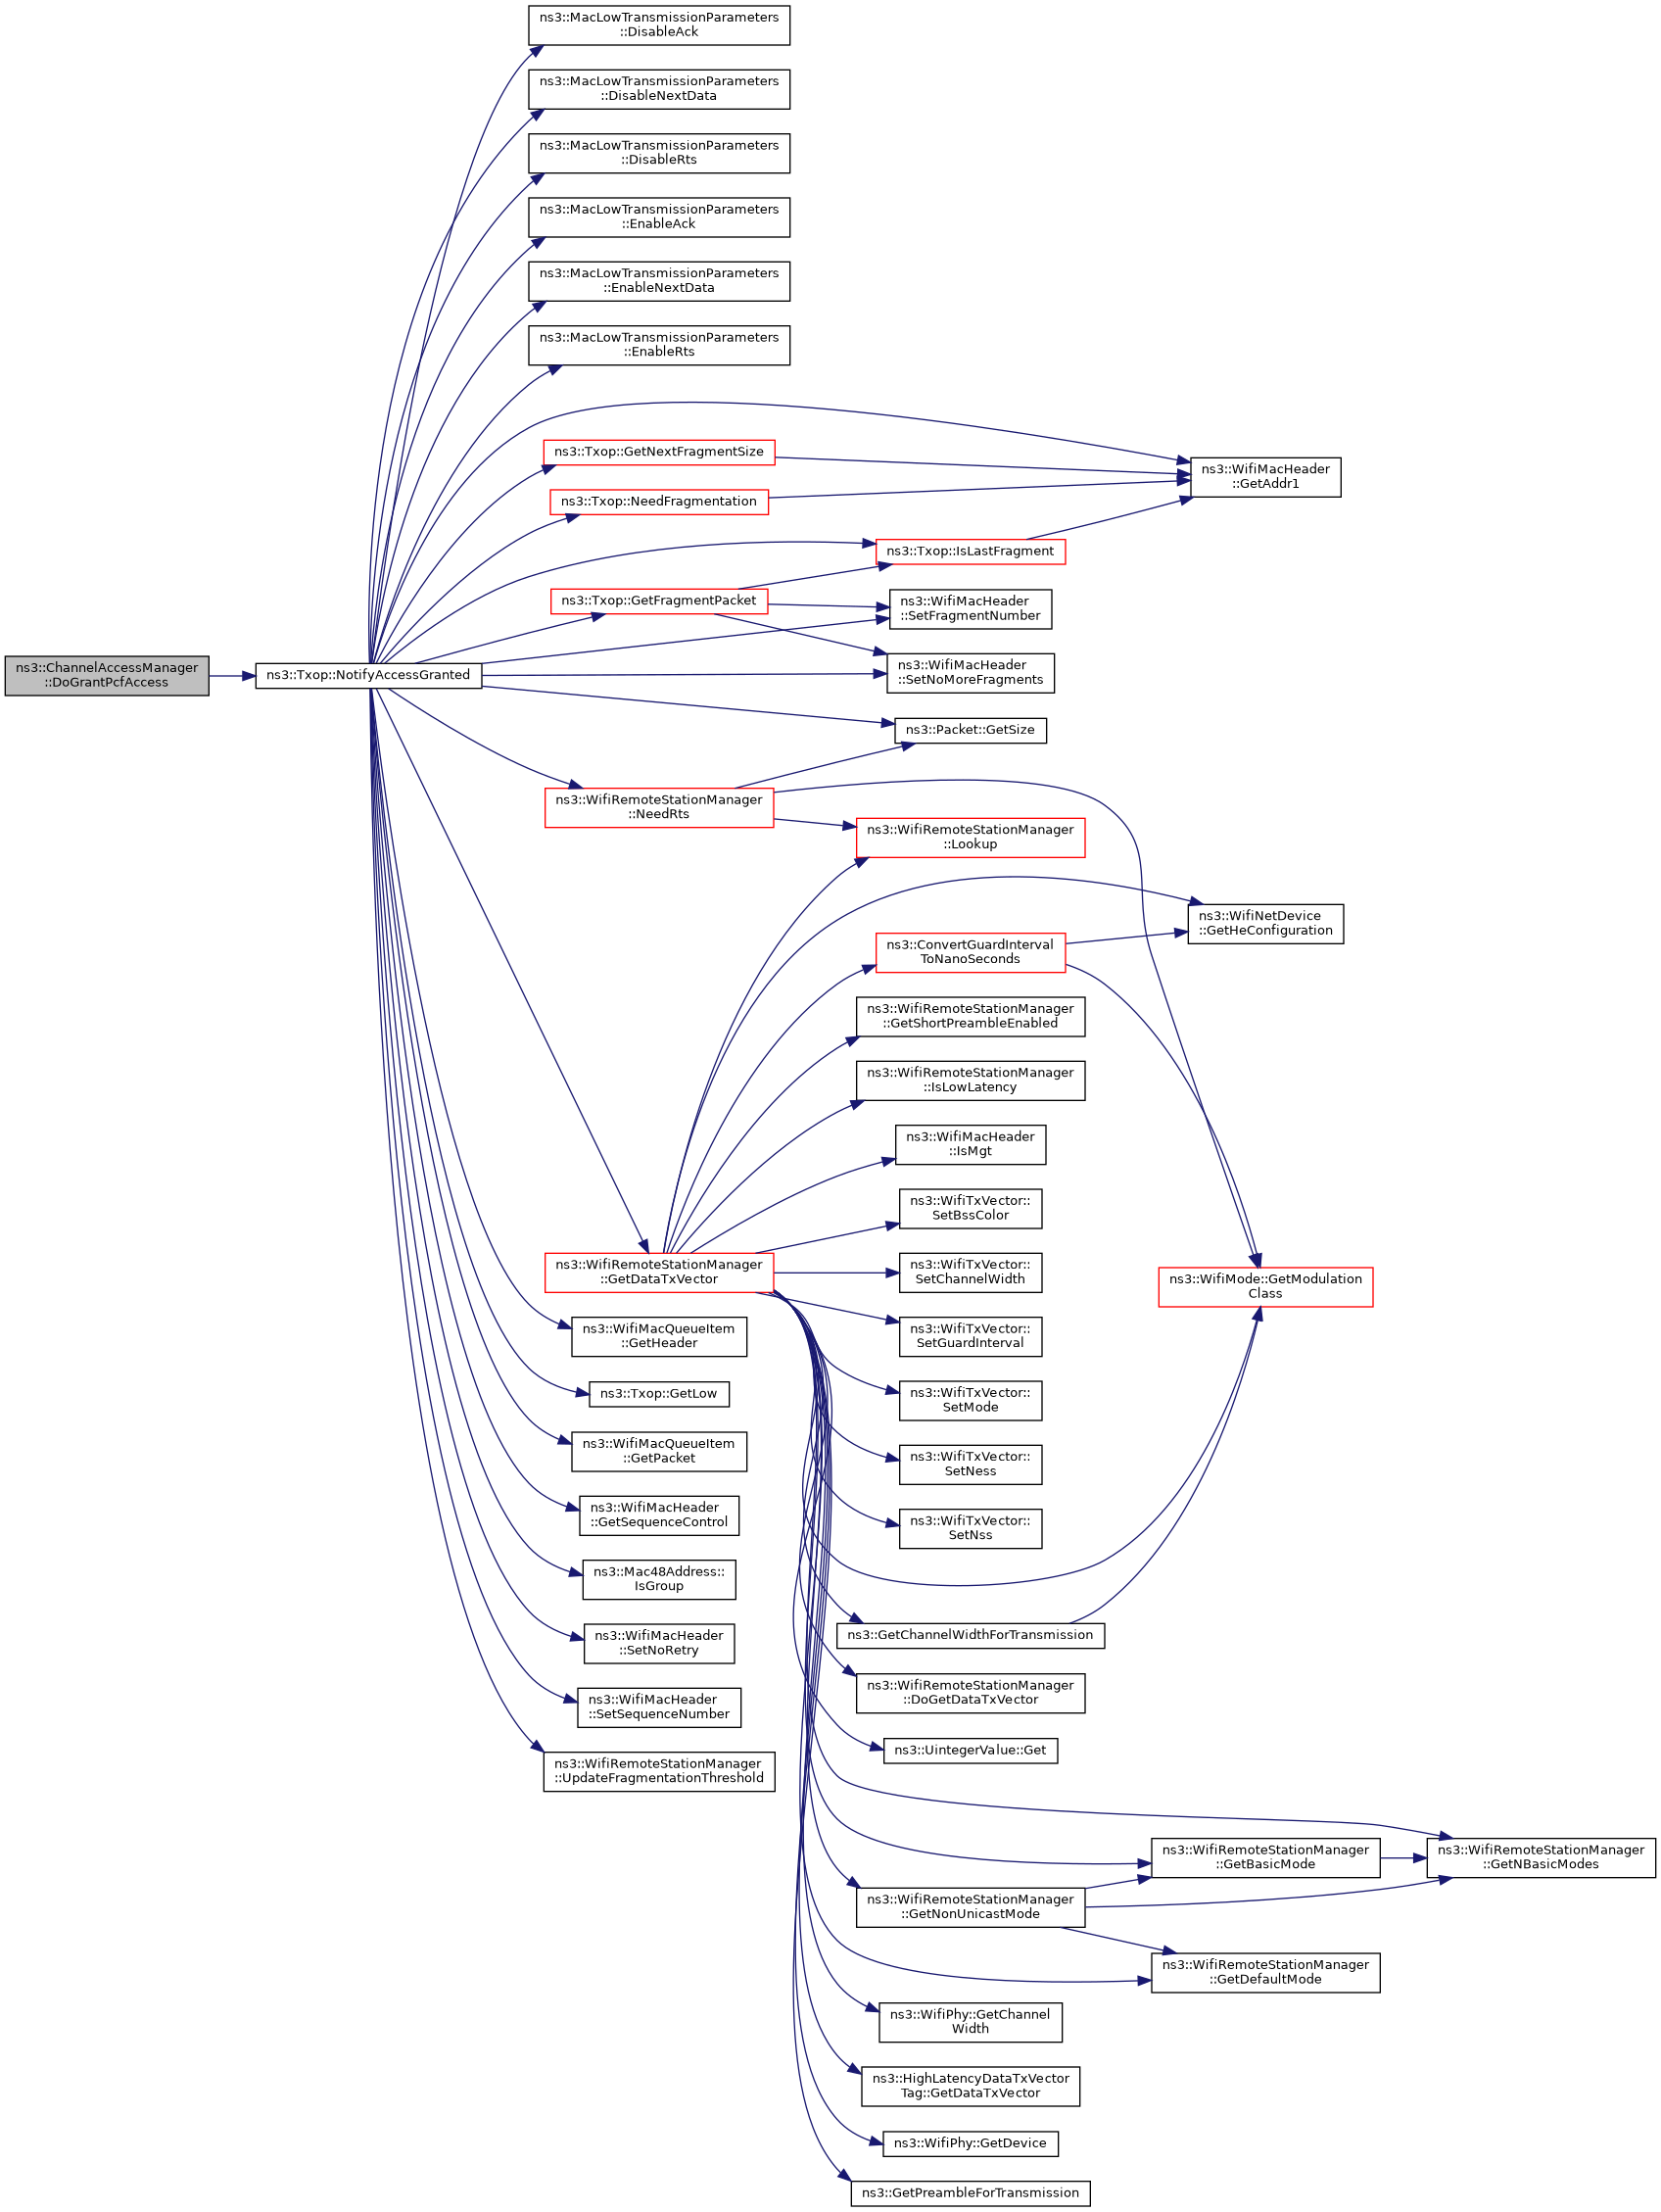 ns3::MacLowTransmissionParameters
::DisableAck
ns3::MacLowTransmissionParameters
::DisableNextData
ns3::MacLowTransmissionParameters
::DisableRts
ns3::MacLowTransmissionParameters
::EnableAck
ns3::MacLowTransmissionParameters
::EnableNextData
ns3::MacLowTransmissionParameters
::EnableRts
ns3::Txop::GetNextFragmentSize
ns3::WifiMacHeader
::GetAddr1
ns3::Txop::NeedFragmentation
ns3::Txop::IsLastFragment
ns3::Txop::GetFragmentPacket
ns3::WifiMacHeader
::SetFragmentNumber
ns3::ChannelAccessManager
::DoGrantPcfAccess
ns3::Txop::NotifyAccessGranted
ns3::WifiMacHeader
::SetNoMoreFragments
ns3::Packet::GetSize
ns3::WifiRemoteStationManager
::NeedRts
ns3::WifiRemoteStationManager
::Lookup
ns3::WifiNetDevice
::GetHeConfiguration
ns3::ConvertGuardInterval
ToNanoSeconds
ns3::WifiRemoteStationManager
::GetShortPreambleEnabled
ns3::WifiRemoteStationManager
::IsLowLatency
ns3::WifiMacHeader
::IsMgt
ns3::WifiTxVector::
SetBssColor
ns3::WifiRemoteStationManager
::GetDataTxVector
ns3::WifiTxVector::
SetChannelWidth
ns3::WifiMode::GetModulation
Class
ns3::WifiMacQueueItem
::GetHeader
ns3::WifiTxVector::
SetGuardInterval
ns3::Txop::GetLow
ns3::WifiTxVector::
SetMode
ns3::WifiMacQueueItem
::GetPacket
ns3::WifiTxVector::
SetNess
ns3::WifiMacHeader
::GetSequenceControl
ns3::WifiTxVector::
SetNss
ns3::Mac48Address::
IsGroup
ns3::WifiMacHeader
::SetNoRetry
ns3::GetChannelWidthForTransmission
ns3::WifiMacHeader
::SetSequenceNumber
ns3::WifiRemoteStationManager
::DoGetDataTxVector
ns3::WifiRemoteStationManager
::UpdateFragmentationThreshold
ns3::UintegerValue::Get
ns3::WifiRemoteStationManager
::GetBasicMode
ns3::WifiRemoteStationManager
::GetNBasicModes
ns3::WifiRemoteStationManager
::GetNonUnicastMode
ns3::WifiRemoteStationManager
::GetDefaultMode
ns3::WifiPhy::GetChannel
Width
ns3::HighLatencyDataTxVector
Tag::GetDataTxVector
ns3::WifiPhy::GetDevice
ns3::GetPreambleForTransmission